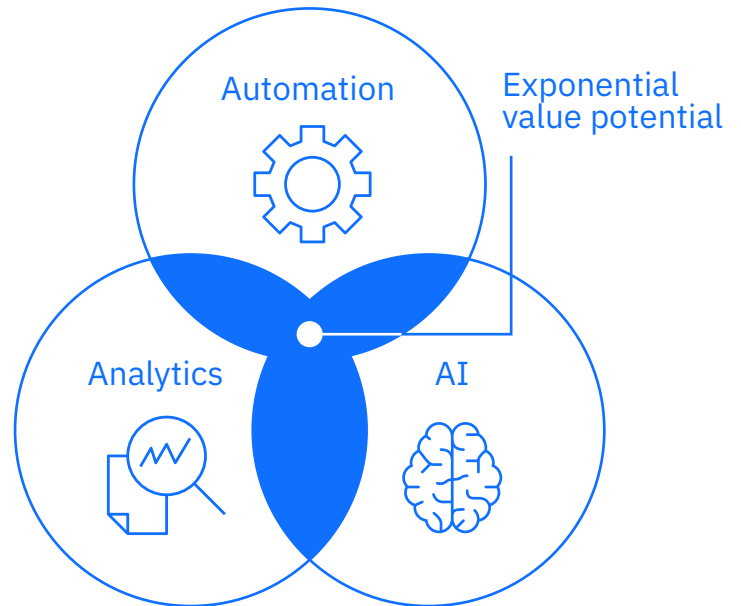 Automation
Exponential
value potential
Analytics
AI